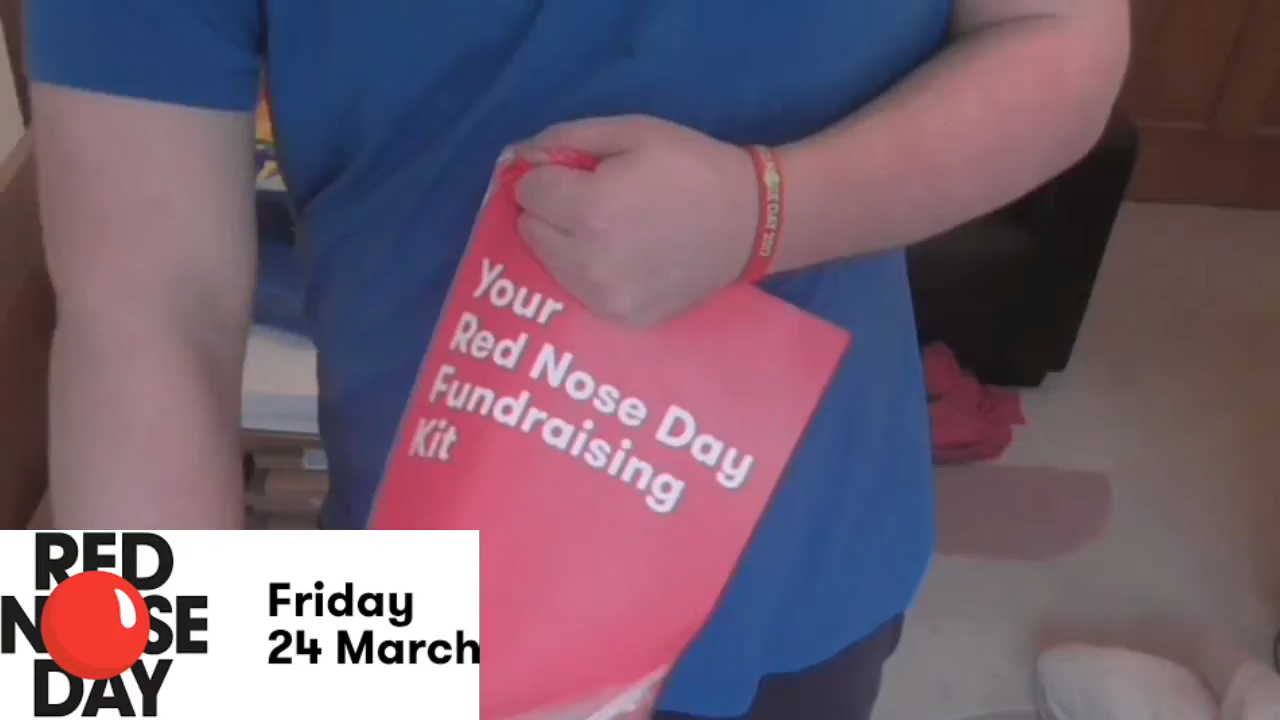 Your
Red Nose Day
Fundraising
Kit
RED
NOSE
DAY
Friday
24 March